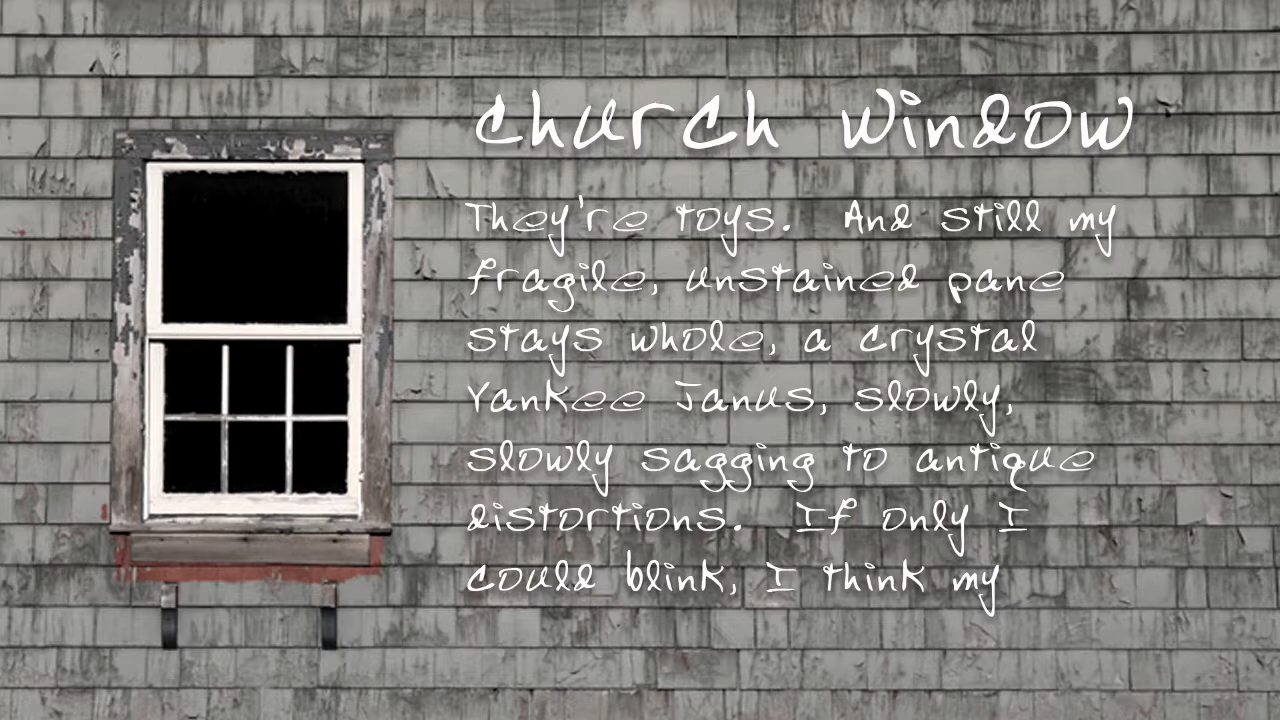 church window
They're toys.  And still my
fragile, unstained pane
stays whole, a crystal
Yankee Janus, slowly,
slowly sagging to antique
distortions.  If only I
could blink, I think my